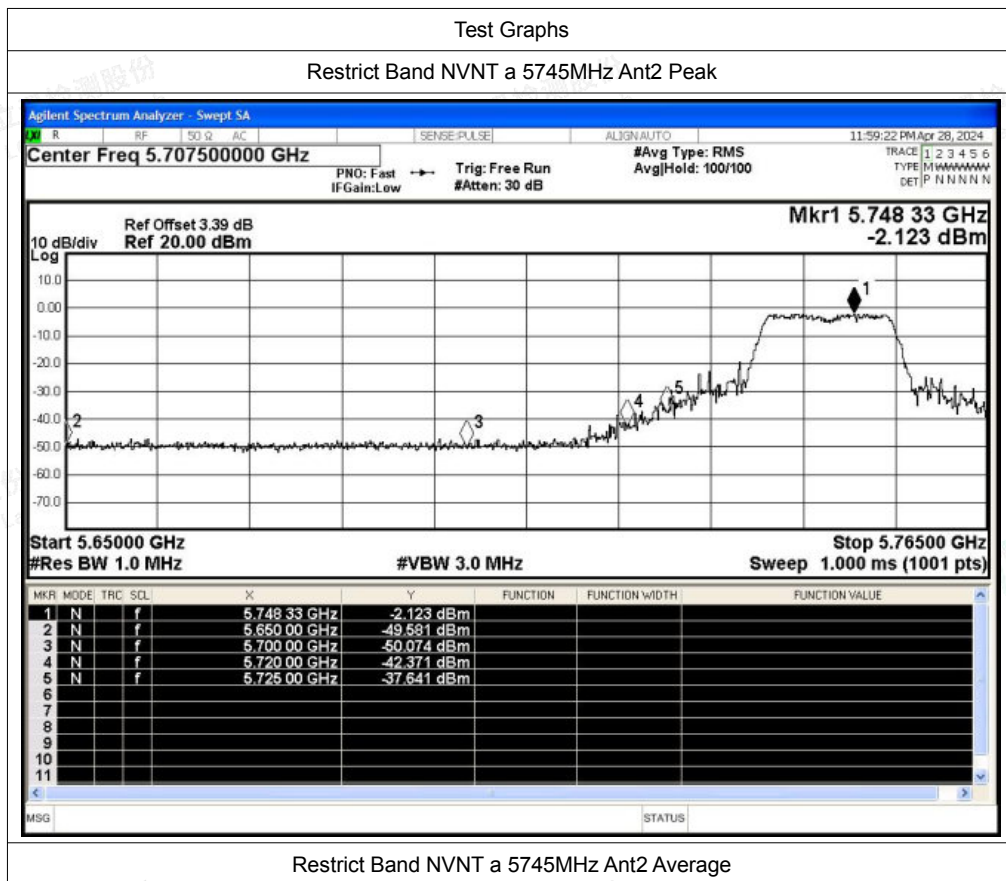 Test Graphs
Restrict Band NVNT a 5745MHz Ant2 Peak
Agilent Spectrum Analyzer - Swept SA
R RF 50 Ω AC SENSE:PULSE ALIGN AUTO 11:59:22 PM Apr 28, 2024
Center Freq 5.707500000 GHz #Avg Type: RMS TRACE 1 2 3 4 5 6
PNO: Fast Trig: Free Run Avg|Hold: 100/100 TYPE M
IFGain:Low #Atten: 30 dB DET P N N N N N
Mkr1 5.748 33 GHz
Ref Offset 3.39 dB
10 dB/div Ref 20.00 dBm -2.123 dBm
Log
10.0
1
0.00
-10.0
-20.0
-30.0
4 5
-40.0
2 3
-50.0
-60.0
-70.0
Start 5.65000 GHz Stop 5.76500 GHz
#Res BW 1.0 MHz #VBW 3.0 MHz Sweep 1.000 ms (1001 pts)
MKR MODE TRC SCL X Y FUNCTION FUNCTION WIDTH FUNCTION VALUE
1 N f 5.748 33 GHz -2.123 dBm
2 N f 5.650 00 GHz -49.581 dBm
3 N f 5.700 00 GHz -50.074 dBm
4 N f 5.720 00 GHz -42.371 dBm
5 N f 5.725 00 GHz -37.641 dBm
6
7
8
9
10
11
MSG STATUS
Restrict Band NVNT a 5745MHz Ant2 Average